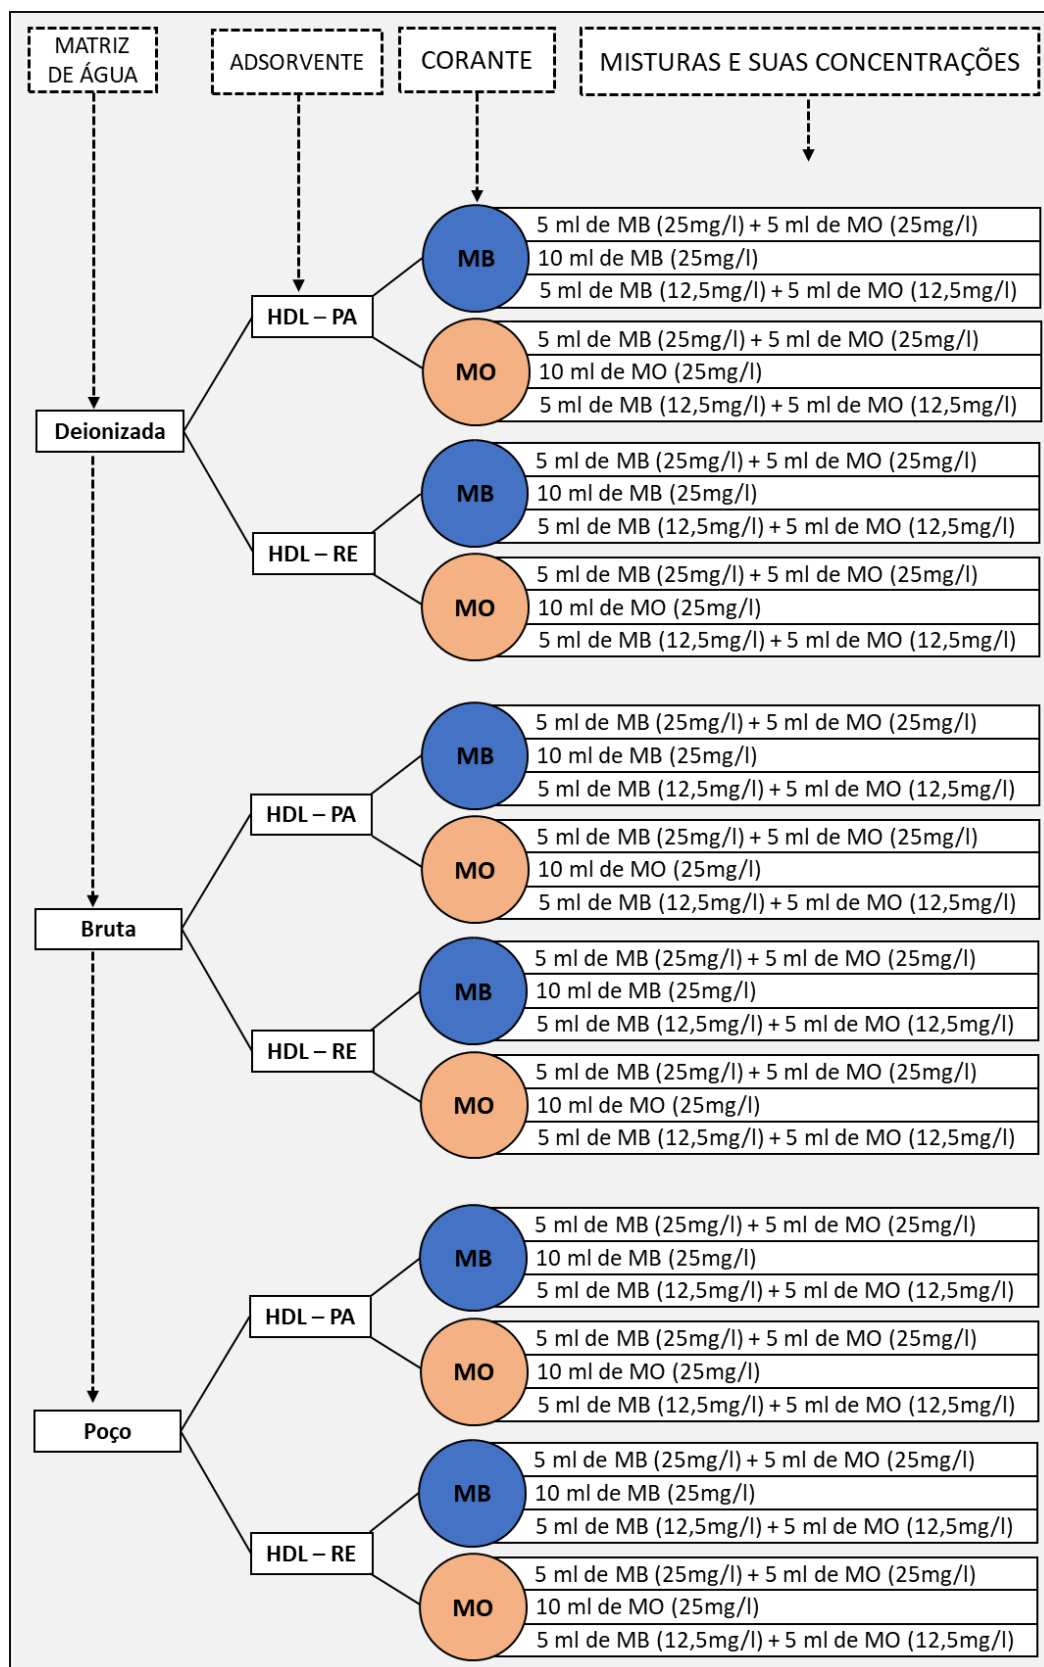 MATRIZ
DE ÁGUA
ADSORVENTE
CORANTE
MISTURAS E SUAS CONCENTRAÇÕES
Deionizada
HDL – PA
MB
5 ml de MB (25mg/l) + 5 ml de MO (25mg/l)
10 ml de MB (25mg/l)
5 ml de MB (12,5mg/l) + 5 ml de MO (12,5mg/l)
MO
5 ml de MB (25mg/l) + 5 ml de MO (25mg/l)
10 ml de MO (25mg/l)
5 ml de MB (12,5mg/l) + 5 ml de MO (12,5mg/l)
HDL – RE
MB
5 ml de MB (25mg/l) + 5 ml de MO (25mg/l)
10 ml de MB (25mg/l)
5 ml de MB (12,5mg/l) + 5 ml de MO (12,5mg/l)
MO
5 ml de MB (25mg/l) + 5 ml de MO (25mg/l)
10 ml de MO (25mg/l)
5 ml de MB (12,5mg/l) + 5 ml de MO (12,5mg/l)
Bruta
HDL – PA
MB
5 ml de MB (25mg/l) + 5 ml de MO (25mg/l)
10 ml de MB (25mg/l)
5 ml de MB (12,5mg/l) + 5 ml de MO (12,5mg/l)
MO
5 ml de MB (25mg/l) + 5 ml de MO (25mg/l)
10 ml de MO (25mg/l)
5 ml de MB (12,5mg/l) + 5 ml de MO (12,5mg/l)
HDL – RE
MB
5 ml de MB (25mg/l) + 5 ml de MO (25mg/l)
10 ml de MB (25mg/l)
5 ml de MB (12,5mg/l) + 5 ml de MO (12,5mg/l)
MO
5 ml de MB (25mg/l) + 5 ml de MO (25mg/l)
10 ml de MO (25mg/l)
5 ml de MB (12,5mg/l) + 5 ml de MO (12,5mg/l)
Poço
HDL – PA
MB
5 ml de MB (25mg/l) + 5 ml de MO (25mg/l)
10 ml de MB (25mg/l)
5 ml de MB (12,5mg/l) + 5 ml de MO (12,5mg/l)
MO
5 ml de MB (25mg/l) + 5 ml de MO (25mg/l)
10 ml de MO (25mg/l)
5 ml de MB (12,5mg/l) + 5 ml de MO (12,5mg/l)
HDL – RE
MB
5 ml de MB (25mg/l) + 5 ml de MO (25mg/l)
10 ml de MB (25mg/l)
5 ml de MB (12,5mg/l) + 5 ml de MO (12,5mg/l)
MO
5 ml de MB (25mg/l) + 5 ml de MO (25mg/l)
10 ml de MO (25mg/l)
5 ml de MB (12,5mg/l) + 5 ml de MO (12,5mg/l)